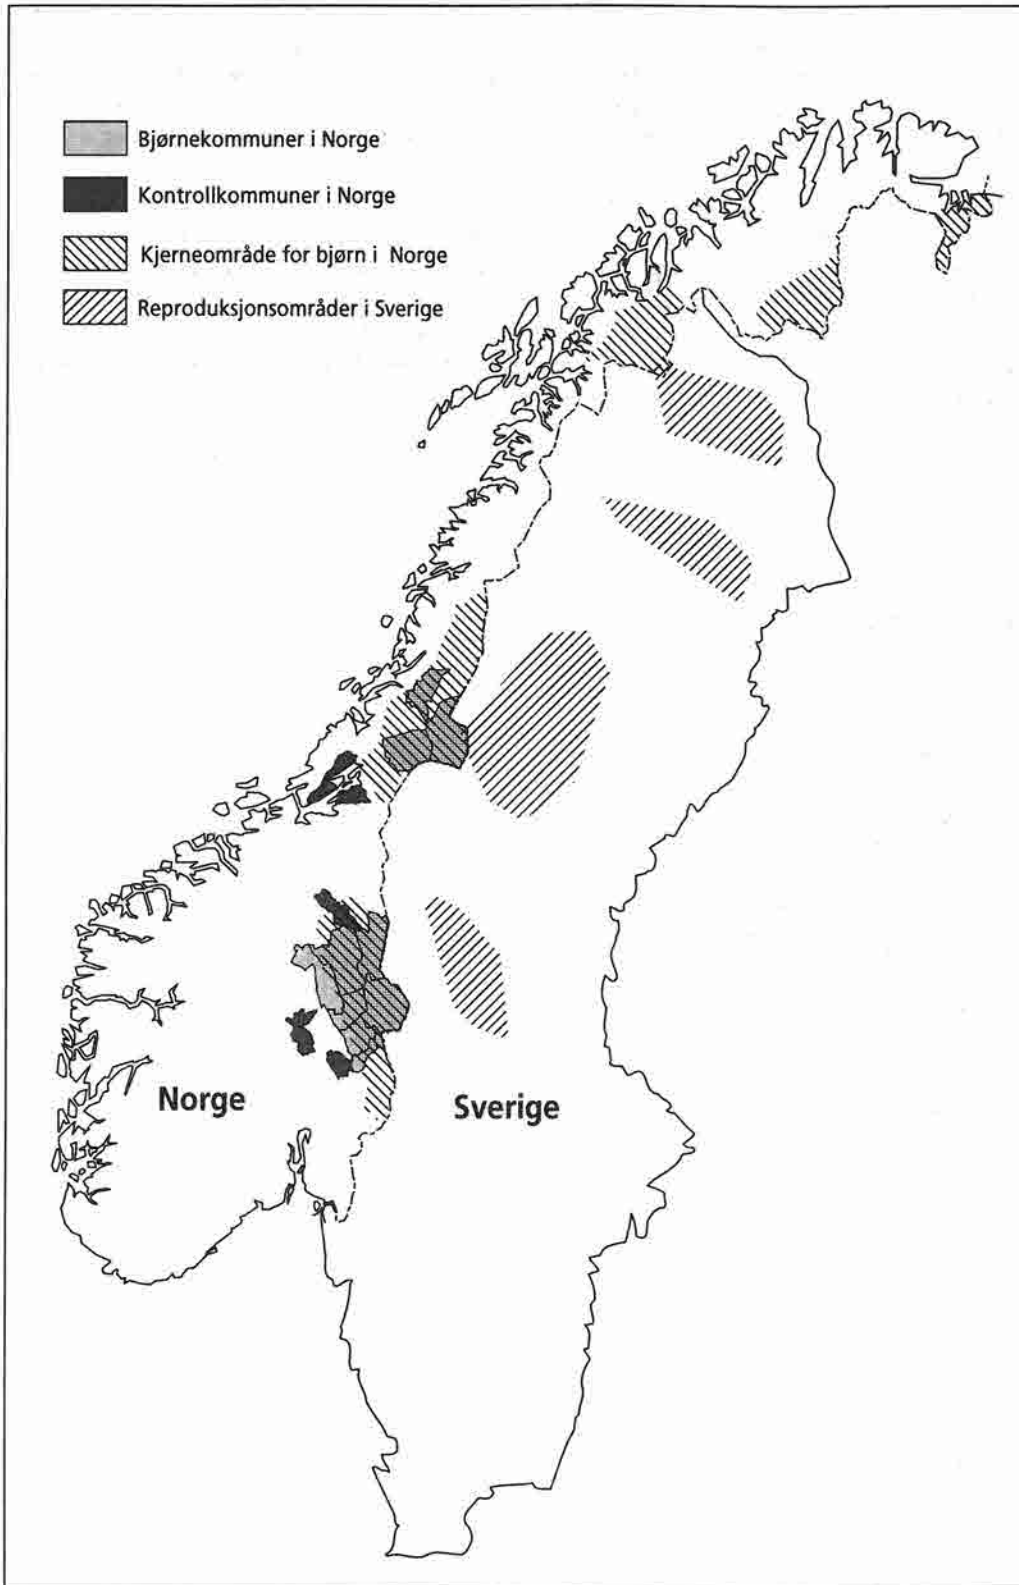 Bjørnekommuner i Norge
Kontrollkommuner i Norge
Kjerneområde for bjørn i Norge
Reproduksjonsområder i Sverige
Norge
Sverige